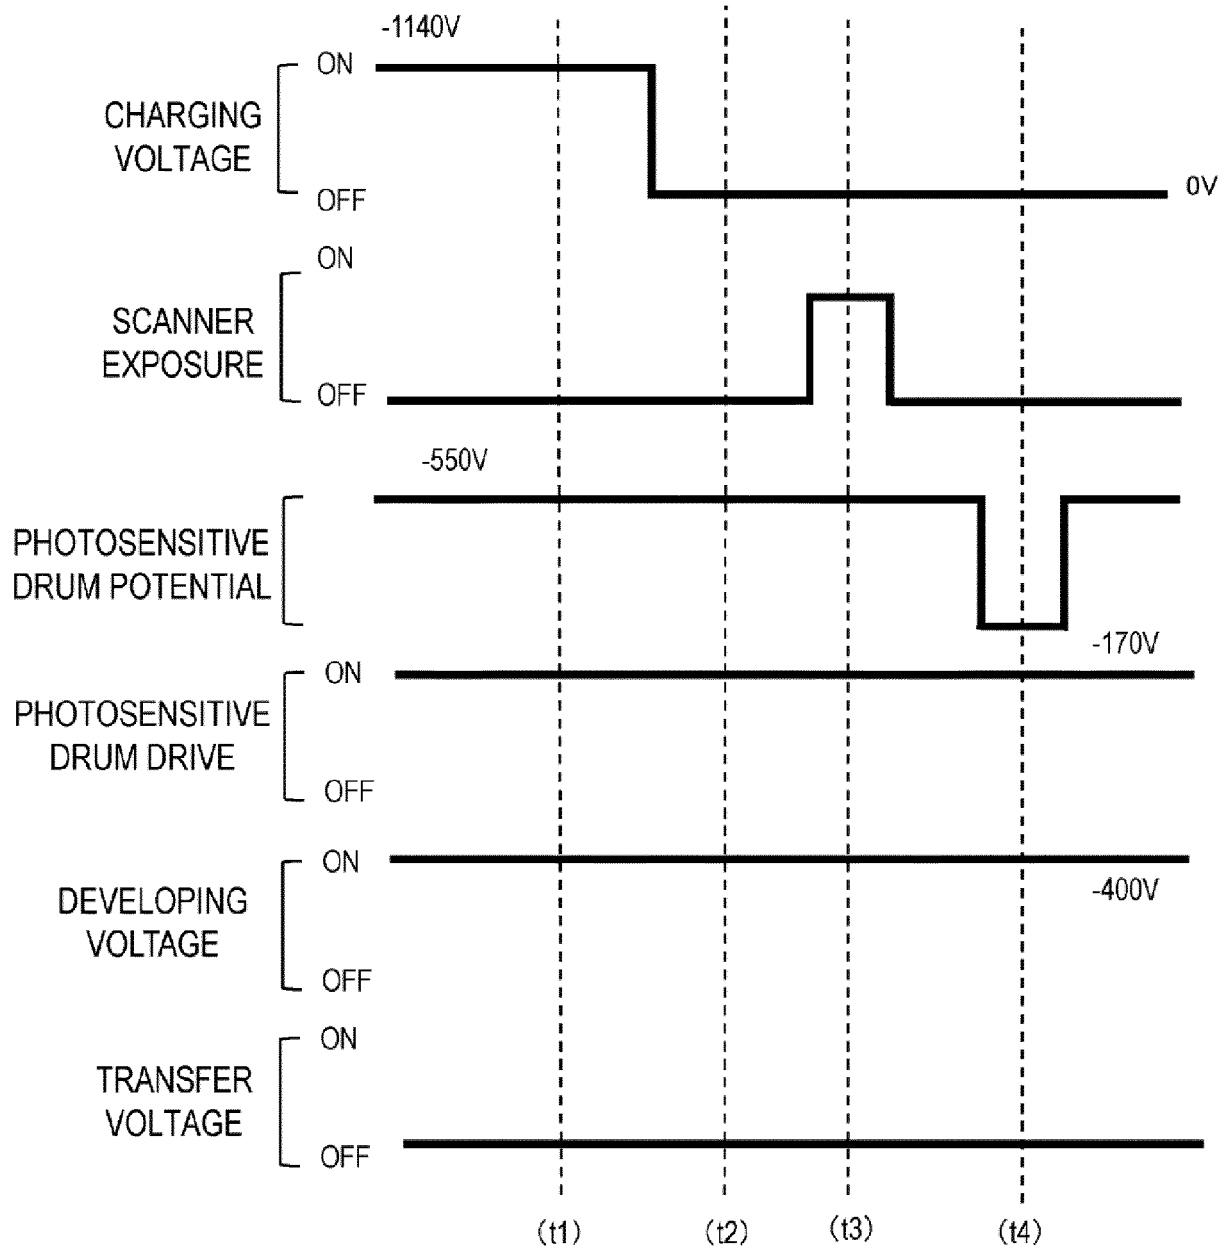 -1140V
ON
CHARGING
VOLTAGE
OFF
0V
ON
SCANNER
EXPOSURE
OFF
-550V
PHOTOSENSITIVE
DRUM POTENTIAL
-170V
ON
PHOTOSENSITIVE
DRUM DRIVE
OFF
ON
-400V
DEVELOPING
VOLTAGE
OFF
ON
TRANSFER
VOLTAGE
OFF
(t1) (t2) (t3) (t4)